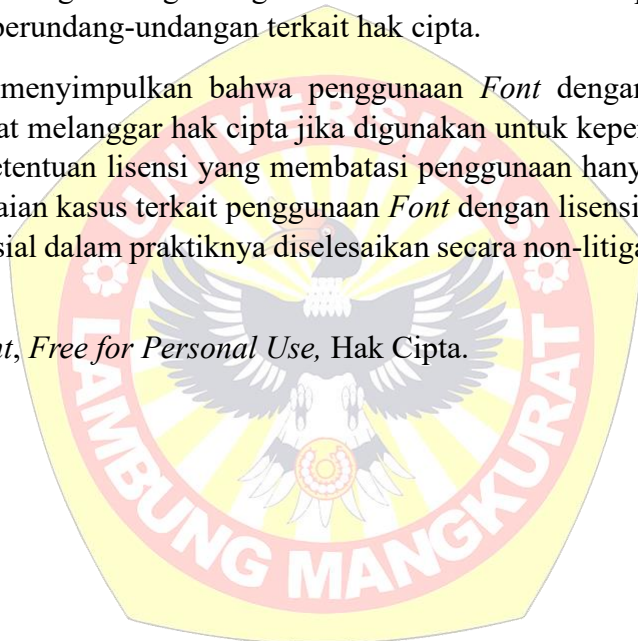 perundang-undangan terkait hak cipta.
menyimpulkan bahwa penggunaan Font dengan
at melanggar hak cipta jika digunakan untuk keper
etentuan lisensi yang membatasi penggunaan hany
aian kasus terkait penggunaan Font dengan lisensi
sial dalam praktiknya diselesaikan secara non-litiga
nt, Free for Personal Use, Hak Cipta.
UNIVERSITAS
LAMBUNG MANGKURAT